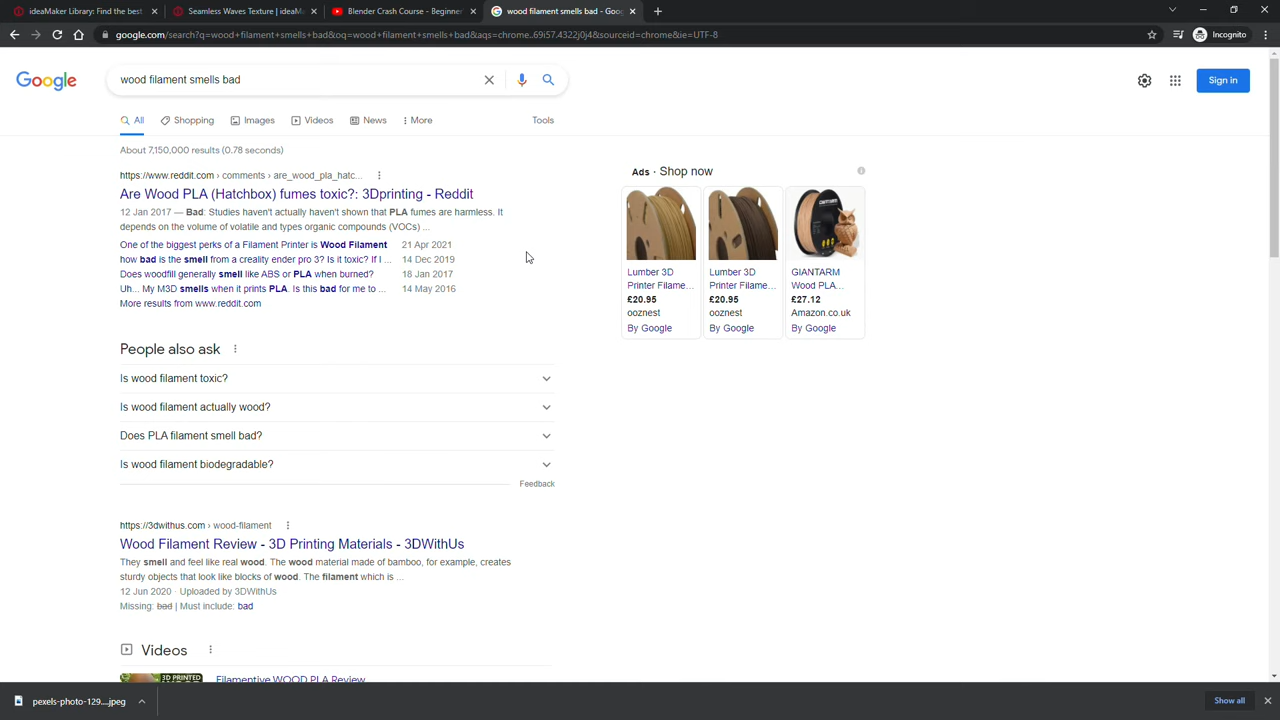 ideaMaker Library: Find the best
Seamless Waves Texture | ideaM
Blender Crash Course - Beginner
wood filament smells bad - Goo
google.com/search?q=wood+filament+smells+bad&oq=wood+filament+smells+bad&aqs=chrome..69i57.4322j0j4&sourceid=chrome&ie=UTF-8
Incognito
Google
wood filament smells bad
Sign in
All
Shopping
Images
Videos
News
More
Tools
About 7,150,000 results (0.78 seconds)
https://www.reddit.com › comments › are_wood_pla_hatc...
Are Wood PLA (Hatchbox) fumes toxic?: 3Dprinting - Reddit
12 Jan 2017 — Bad: Studies haven't actually haven't shown that PLA fumes are harmless. It
depends on the volume of volatile and types organic compounds (VOCs) ...
One of the biggest perks of a Filament Printer is Wood Filament 21 Apr 2021
how bad is the smell from a creality ender pro 3? Is it toxic? If I ... 14 Dec 2019
Does woodfill generally smell like ABS or PLA when burned? 18 Jan 2017
Uh... My M3D smells when it prints PLA. Is this bad for me to ... 14 May 2016
More results from www.reddit.com
People also ask
Is wood filament toxic?
Is wood filament actually wood?
Does PLA filament smell bad?
Is wood filament biodegradable?
Feedback
https://3dwithus.com › wood-filament
Wood Filament Review - 3D Printing Materials - 3DWithUs
They smell and feel like real wood. The wood material made of bamboo, for example, creates
sturdy objects that look like blocks of wood. The filament which is ...
12 Jun 2020 · Uploaded by 3DWithUs
Missing: bad | Must include: bad
Videos
3D PRINTED
Filamentive WOOD PLA Review
Ads · Shop now
Lumber 3D
Printer Filame...
£20.95
ooznest
By Google
Lumber 3D
Printer Filame...
£20.95
ooznest
By Google
GIANTARM
Wood PLA...
£27.12
Amazon.co.uk
By Google
pexels-photo-129....jpeg
Show all